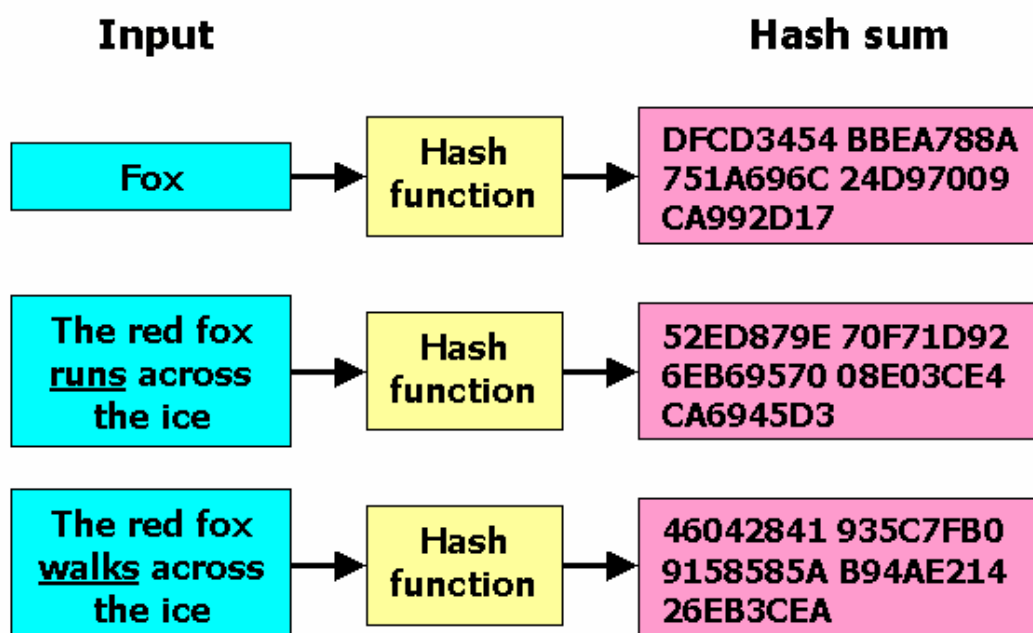 Input
Hash sum
Fox
Hash
function
DFCD3454 BBEA788A
751A696C 24D97009
CA992D17
The red fox
runs across
the ice
Hash
function
52ED879E 70F71D92
6EB69570 08E03CE4
CA6945D3
The red fox
walks across
the ice
Hash
function
46042841 935C7FB0
9158585A B94AE214
26EB3CEA